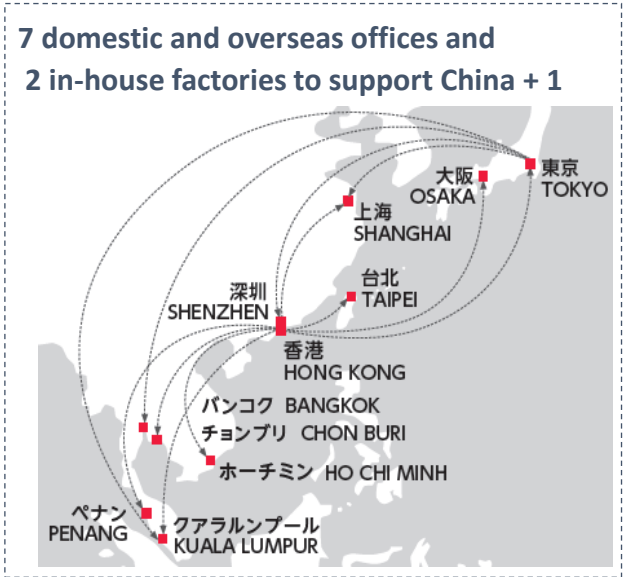 7 domestic and overseas offices and
2 in-house factories to support China + 1
東京
TOKYO
大阪
OSAKA
上海
SHANGHAI
台北
TAIPEI
深圳
SHENZHEN
香港
HONG KONG
バンコク BANGKOK
チョンブリ CHON BURI
ホーチミン HO CHI MINH
ペナン
PENANG
クアラルンプール
KUALA LUMPUR